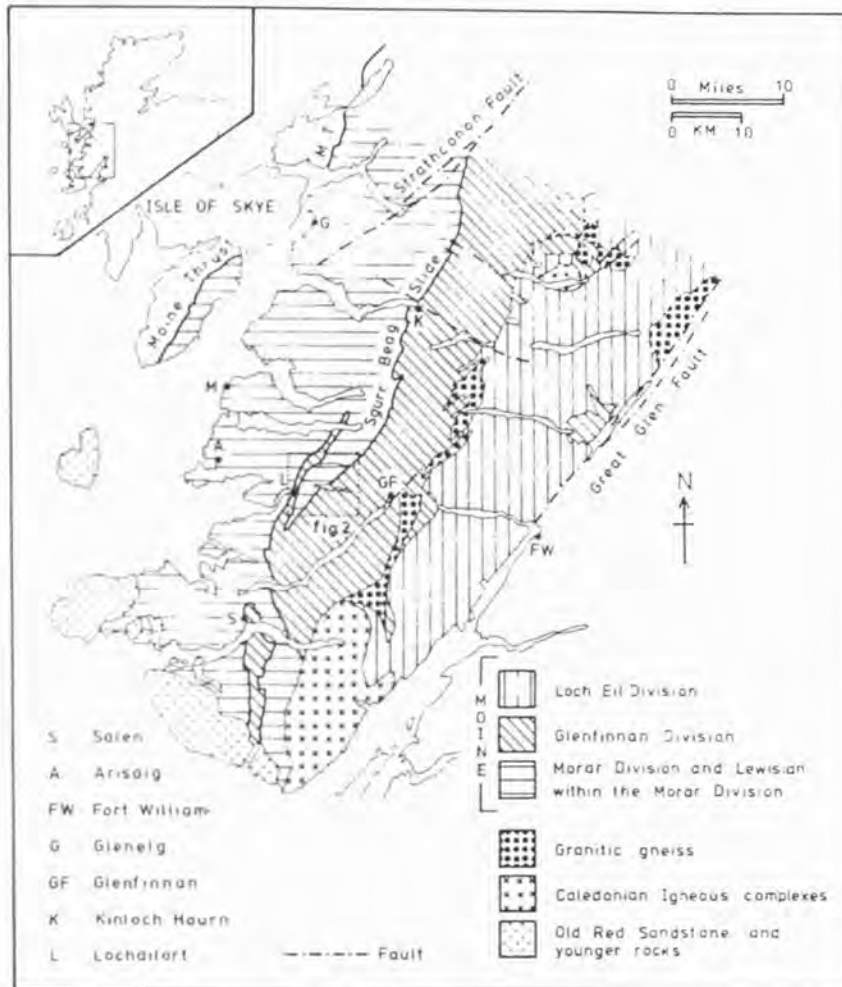 0 Miles 10
0 KM 10
Strathconon Fault
M T
ISLE OF SKYE
G
Moine Thrust
Sgurr Beag Slide
K
M
A
L
GF
fig 2
Great Glen Fault
N
FW
S
MOINE
Loch Eil Division
Glenfinnan Division
Morar Division and Lewisian
within the Morar Division
Granitic gneiss
Caledonian Igneous complexes
Old Red Sandstone and
younger rocks
S Salen
A Arisaig
FW Fort William
G Glenelg
GF Glenfinnan
K Kinloch Hourn
L Lochailort
Fault